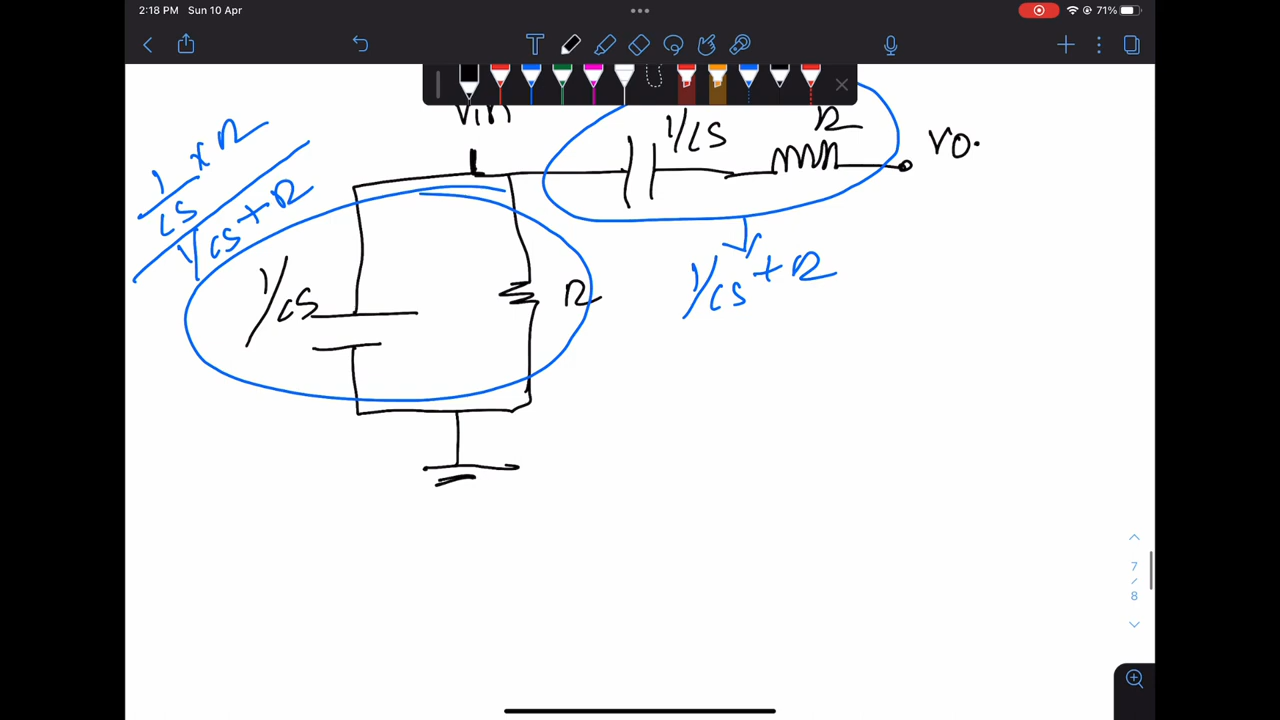 2:18 PM Sun 10 Apr
71%
T
Vin
1/CS
R
Vo.
1/CS × R
1/CS + R
1/CS
R
1/CS + R
7
/
8